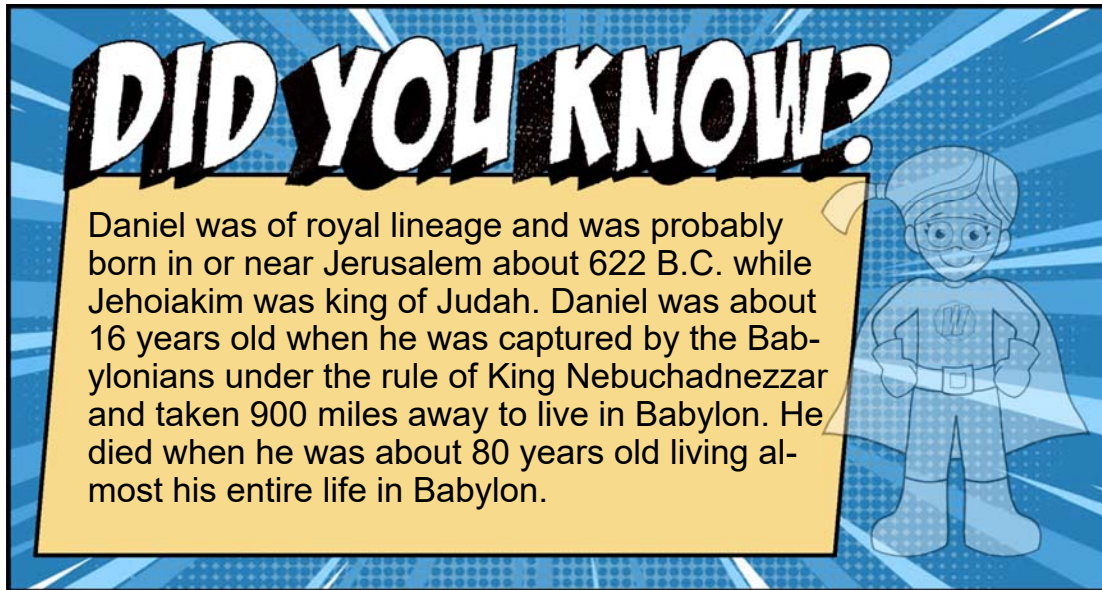 DID YOU KNOW?
Daniel was of royal lineage and was probably
born in or near Jerusalem about 622 B.C. while
Jehoiakim was king of Judah. Daniel was about
16 years old when he was captured by the Bab-
ylonians under the rule of King Nebuchadnezzar
and taken 900 miles away to live in Babylon. He
died when he was about 80 years old living al-
most his entire life in Babylon.
W